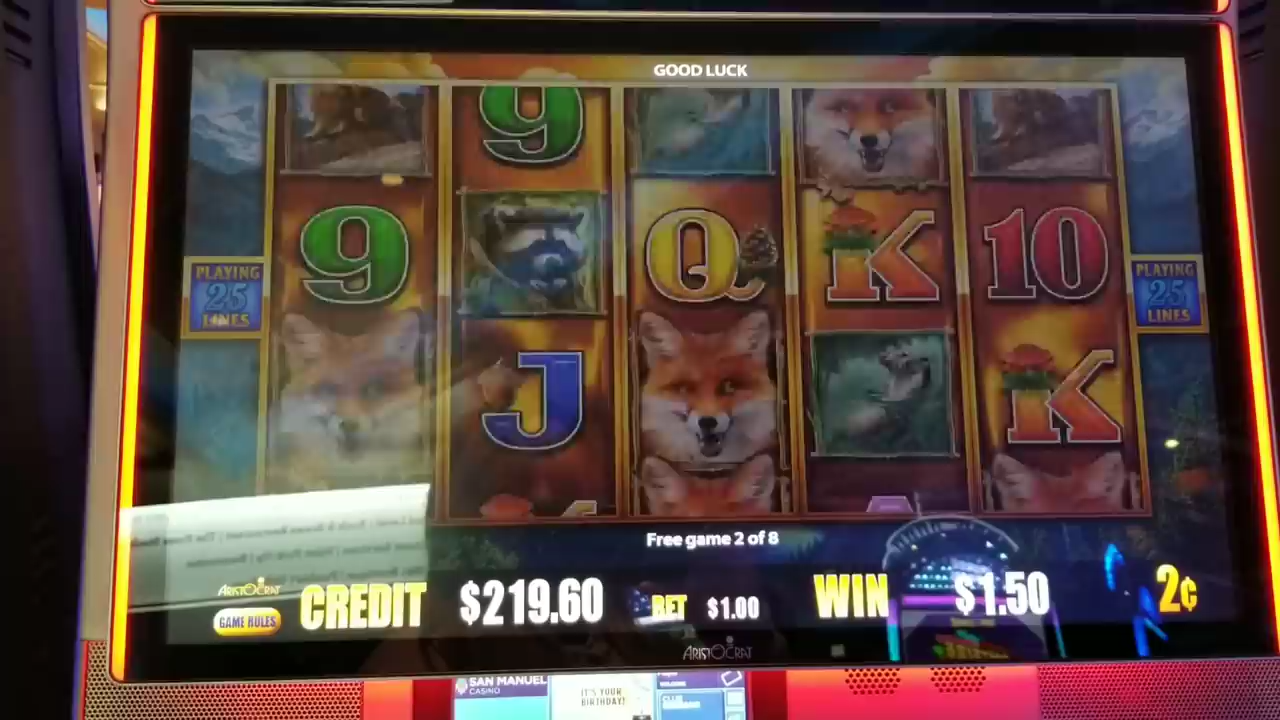 GOOD LUCK
9
9
Q
K
10
PLAYING
25
LINES
PLAYING
25
LINES
J
K
Free game 2 of 8
ARISTOCRAT
GAME RULES
CREDIT
$219.60
BET
$1.00
WIN
$1.50
2¢
ARISTOCRAT
SAN MANUEL
CASINO
IT'S YOUR
BIRTHDAY!